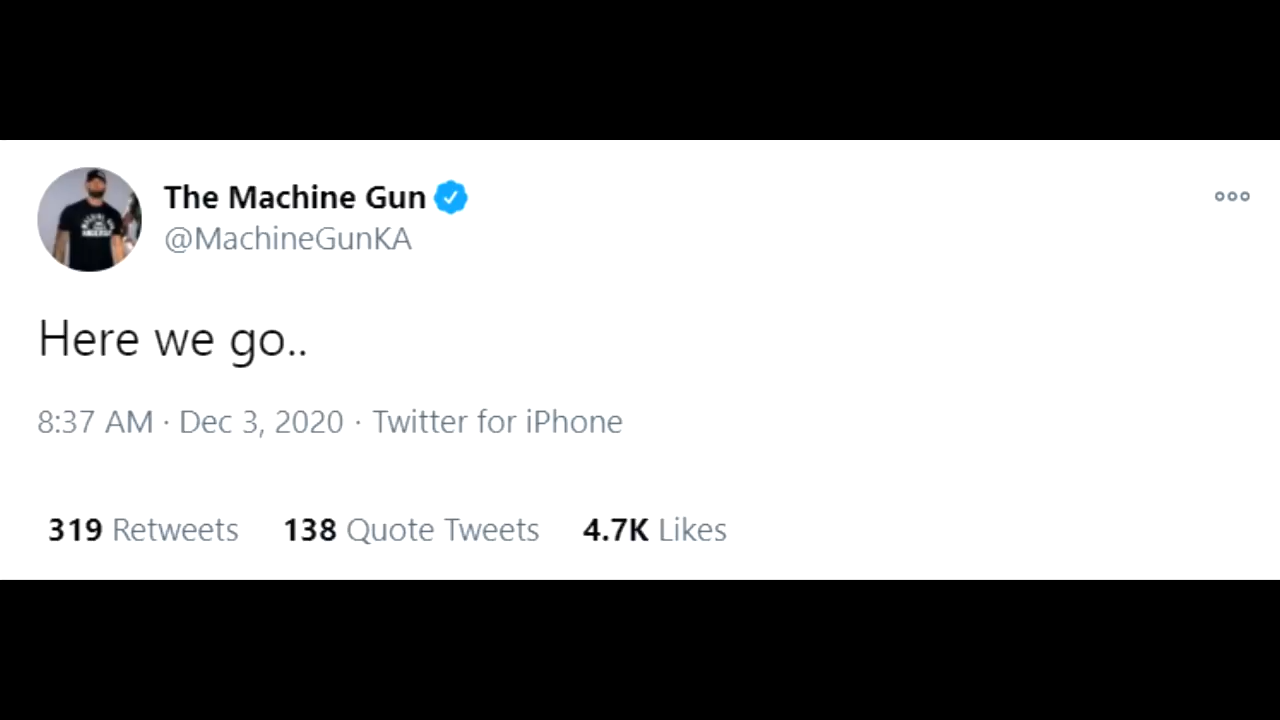 The Machine Gun
@MachineGunKA
Here we go..
8:37 AM · Dec 3, 2020 · Twitter for iPhone
319 Retweets 138 Quote Tweets 4.7K Likes